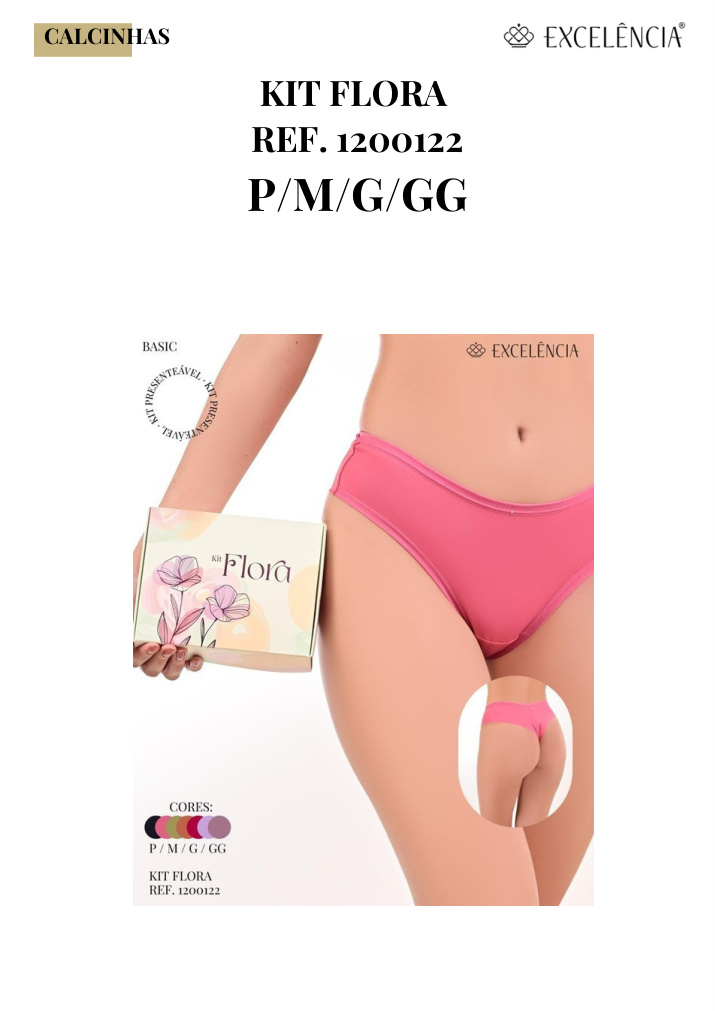 CALCINHAS
EXCELÊNCIA®
KIT FLORA
REF. 1200122
P/M/G/GG
BASIC
EXCELÊNCIA
KIT PRESENTEÁVEL · KIT PRESENTEÁVEL ·
Kit Flora
CORES:
P / M / G / GG
KIT FLORA
REF. 1200122